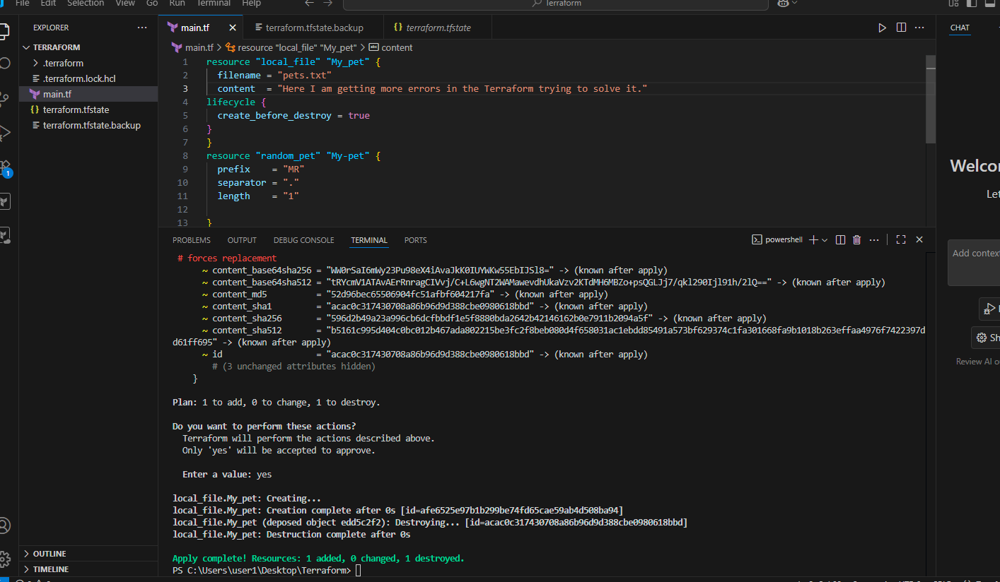 File Edit Selection View Go Run Terminal Help
Terraform
EXPLORER
TERRAFORM
.terraform
.terraform.lock.hcl
main.tf
terraform.tfstate
terraform.tfstate.backup
OUTLINE
TIMELINE
1
main.tf
terraform.tfstate.backup
terraform.tfstate
main.tf > resource "local_file" "My_pet" > content
1 resource "local_file" "My_pet" {
2 filename = "pets.txt"
3 content = "Here I am getting more errors in the Terraform trying to solve it."
4 lifecycle {
5 create_before_destroy = true
6 }
7 }
8 resource "random_pet" "My-pet" {
9 prefix = "MR"
10 separator = "."
11 length = "1"
12
13 }
PROBLEMS OUTPUT DEBUG CONSOLE TERMINAL PORTS
powershell
# forces replacement
~ content_base64sha256 = "WW0rSaI6mWy23Pu98eX4iAvaJkK0IUYWKw55EbIJSl8=" -> (known after apply)
~ content_base64sha512 = "tRYcmV1ATAvAErRnragCIVvj/C+L6wgNT2WAMawevdhUkaVzv2KTdMH6MBZo+psQGLJj7/qkl290Ijl91h/2lQ==" -> (known after apply)
~ content_md5 = "52d96bec65506904fc51afbf604217fa" -> (known after apply)
~ content_sha1 = "acac0c317430708a86b96d9d388cbe0980618bbd" -> (known after apply)
~ content_sha256 = "596d2b49a23a996cb6dcfbbdf1e5f8880bda2642b42146162b0e7911b2094a5f" -> (known after apply)
~ content_sha512 = "b5161c995d404c0bc012b467ada802215be3fc2f8beb080d4f658031ac1ebdd85491a573bf629374c1fa301668fa9b1018b263effaa4976f7422397d
d61ff695" -> (known after apply)
~ id = "acac0c317430708a86b96d9d388cbe0980618bbd" -> (known after apply)
# (3 unchanged attributes hidden)
}
Plan: 1 to add, 0 to change, 1 to destroy.
Do you want to perform these actions?
Terraform will perform the actions described above.
Only 'yes' will be accepted to approve.
Enter a value: yes
local_file.My_pet: Creating...
local_file.My_pet: Creation complete after 0s [id=afe6525e97b1b299be74fd65cae59ab4d508ba94]
local_file.My_pet (deposed object edd5c2f2): Destroying... [id=acac0c317430708a86b96d9d388cbe0980618bbd]
local_file.My_pet: Destruction complete after 0s
Apply complete! Resources: 1 added, 0 changed, 1 destroyed.
PS C:\Users\user1\Desktop\Terraform>
CHAT
Welco
Let
Add context
Sh
Review AI o